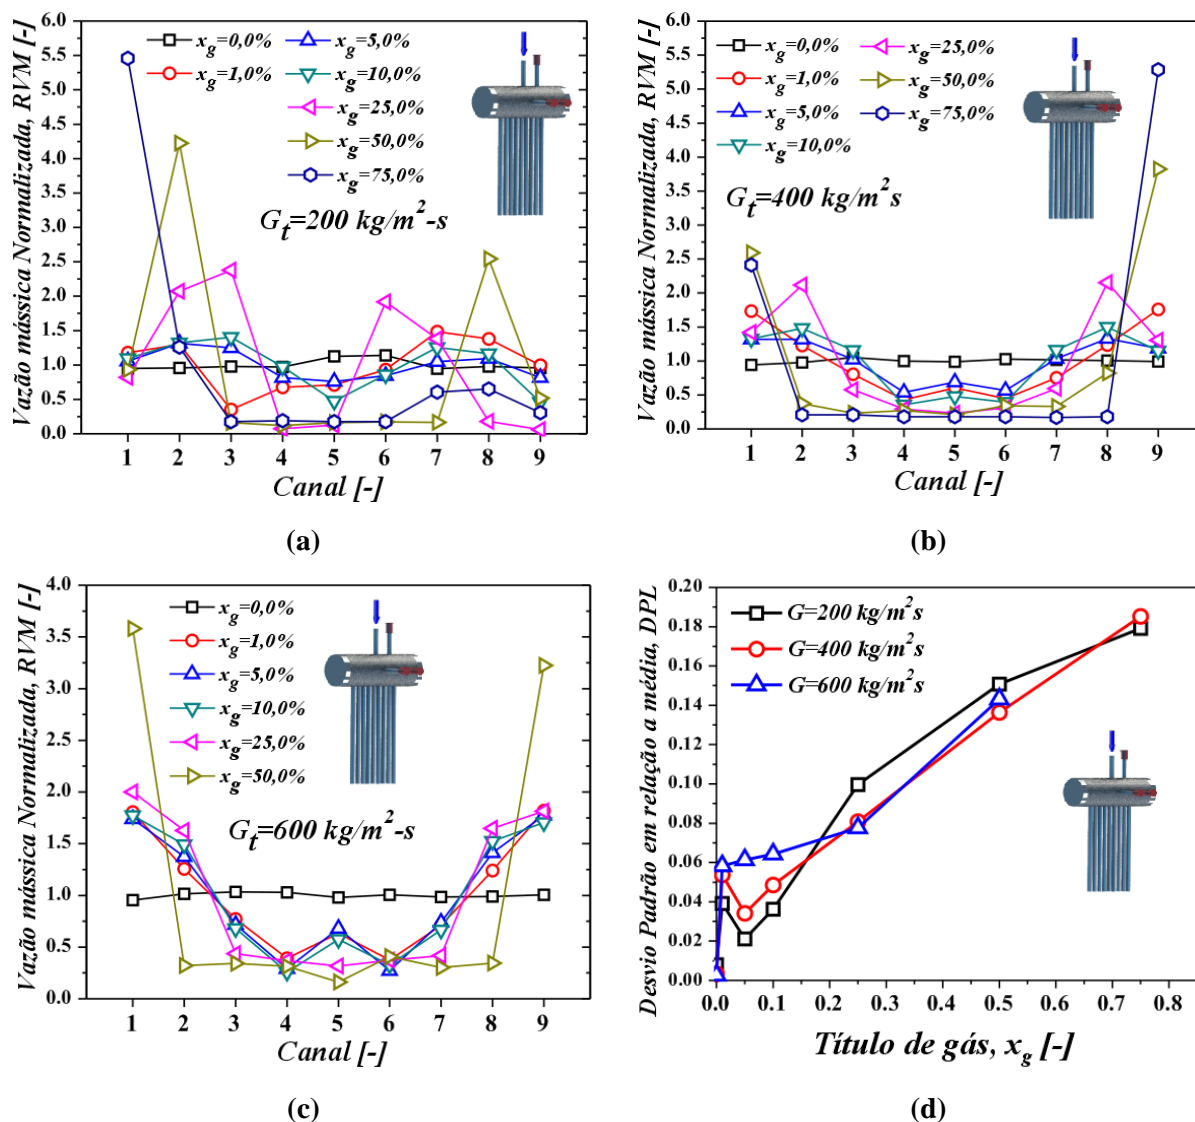 Vazão mássica Normalizada, RVM [-]
6.0
5.5
5.0
4.5
4.0
3.5
3.0
2.5
2.0
1.5
1.0
0.5
0.0
x_g=0,0%
x_g=1,0%
x_g=5,0%
x_g=10,0%
x_g=25,0%
x_g=50,0%
x_g=75,0%
G_t=200 kg/m²-s
1 2 3 4 5 6 7 8 9
Canal [-]
(a)
Vazão mássica Normalizada, RVM [-]
6.0
5.5
5.0
4.5
4.0
3.5
3.0
2.5
2.0
1.5
1.0
0.5
0.0
x_g=0,0%
x_g=1,0%
x_g=5,0%
x_g=10,0%
x_g=25,0%
x_g=50,0%
x_g=75,0%
G_t=400 kg/m²s
1 2 3 4 5 6 7 8 9
Canal [-]
(b)
Vazão mássica Normalizada, RVM [-]
4.0
3.5
3.0
2.5
2.0
1.5
1.0
0.5
0.0
x_g=0,0%
x_g=1,0%
x_g=5,0%
x_g=10,0%
x_g=25,0%
x_g=50,0%
G_t=600 kg/m²-s
1 2 3 4 5 6 7 8 9
Canal [-]
(c)
Desvio Padrão em relação a média, DPL
0.20
0.18
0.16
0.14
0.12
0.10
0.08
0.06
0.04
0.02
0.00
G=200 kg/m²s
G=400 kg/m²s
G=600 kg/m²s
0.0 0.1 0.2 0.3 0.4 0.5 0.6 0.7 0.8
Título de gás, x_g [-]
(d)